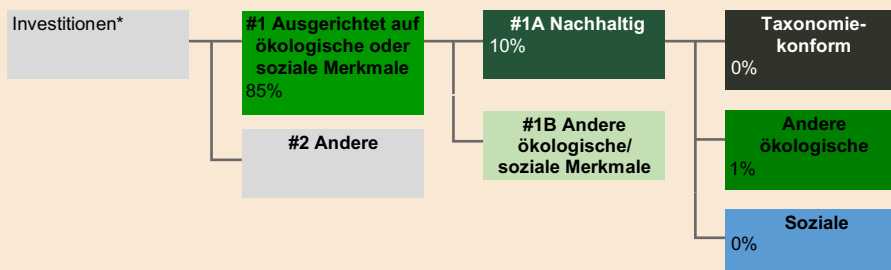 Investitionen*
#1 Ausgerichtet auf
ökologische oder
soziale Merkmale
85%
#2 Andere
#1A Nachhaltig
10%
#1B Andere
ökologische/
soziale Merkmale
Taxonomie-
konform
0%
Andere
ökologische
1%
Soziale
0%